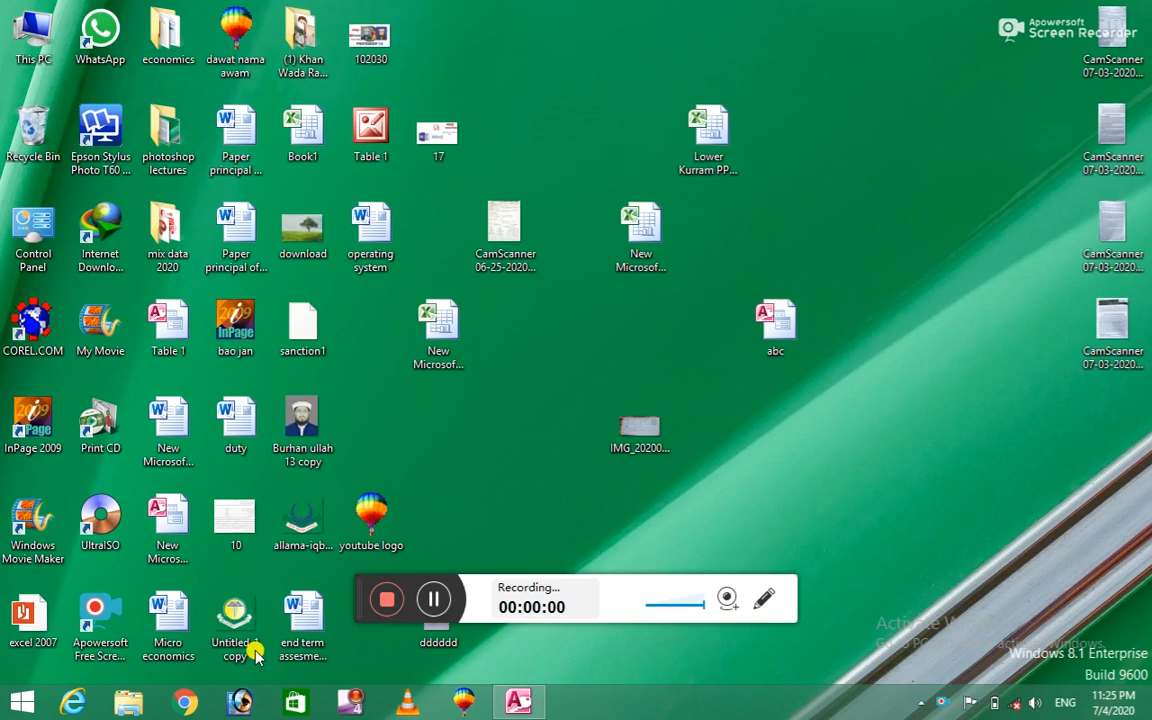 This PC
WhatsApp
economics
dawat nama
awam
(1) Khan
Wada Ra...
102030
Apowersoft
Screen Recorder
CamScanner
07-03-2020...
Recycle Bin
Epson Stylus
Photo T60 ...
photoshop
lectures
Paper
principal ...
Book1
Table 1
17
Lower
Kurram PP...
CamScanner
07-03-2020...
Control
Panel
Internet
Downlo...
mix data
2020
Paper
principal of...
download
operating
system
CamScanner
06-25-2020...
New
Microsof...
CamScanner
07-03-2020...
COREL.COM
My Movie
Table 1
2009
InPage
bao jan
sanction1
New
Microsof...
abc
CamScanner
07-03-2020...
2009
InPage
InPage 2009
Print CD
New
Microsof...
duty
Burhan ullah
13 copy
IMG_20200...
Windows
Movie Maker
UltraISO
New
Micros...
10
allama-iqb...
youtube logo
Recording...
00:00:00
excel 2007
Apowersoft
Free Scre...
Micro
economics
Untitled-1
copy
end term
assesme...
dddddd
Windows 8.1 Enterprise
Build 9600
ENG
11:25 PM
7/4/2020